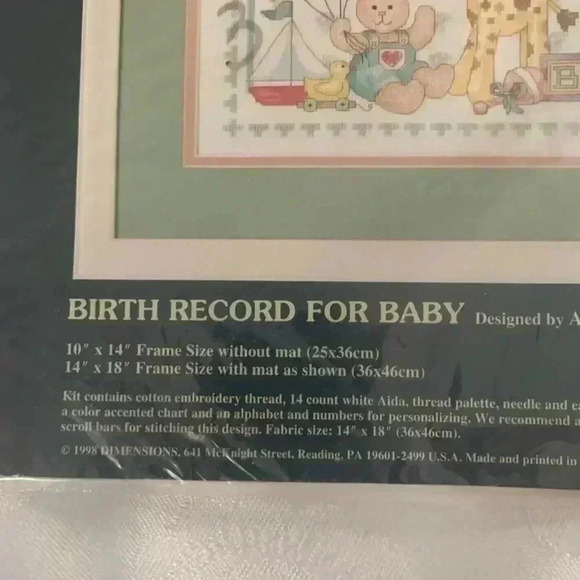 B
BIRTH RECORD FOR BABY Designed by A
10" x 14" Frame Size without mat (25x36cm)
14" x 18" Frame Size with mat as shown (36x46cm)
Kit contains cotton embroidery thread, 14 count white Aida, thread palette, needle and
a color accented chart and an alphabet and numbers for personalizing. We recommend
scroll bars for stitching this design. Fabric size: 14" x 18" (36x46cm).
© 1998 DIMENSIONS, 641 McKnight Street, Reading, PA 19601-2499 U.S.A. Made and printed in